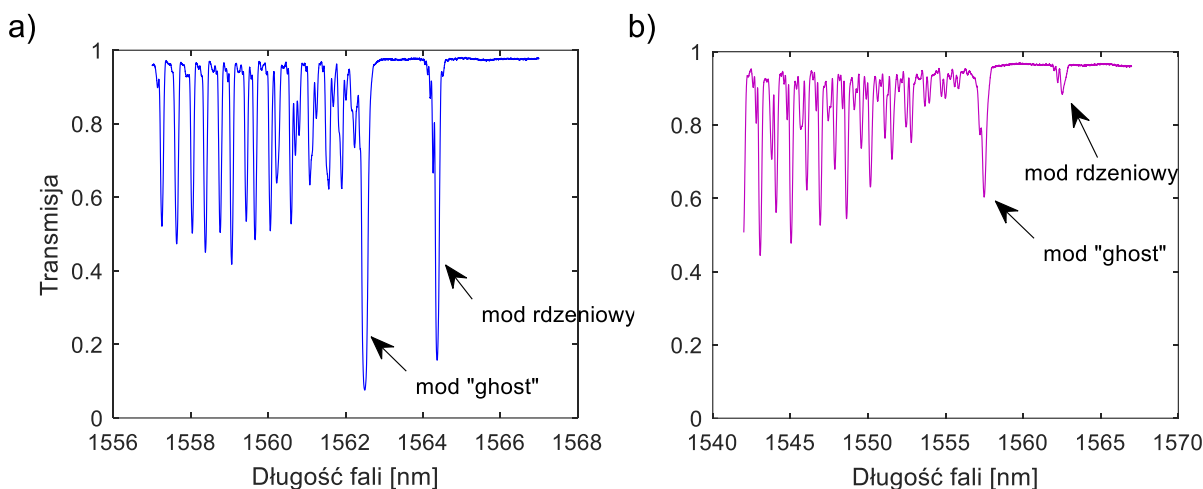 a)
1
0.8
0.6
0.4
0.2
0
Transmisja
1556 1558 1560 1562 1564 1566 1568
Długość fali [nm]
mod rdzeniowy
mod "ghost"
b)
1
0.8
0.6
0.4
0.2
0
1540 1545 1550 1555 1560 1565 1570
Długość fali [nm]
mod rdzeniowy
mod "ghost"